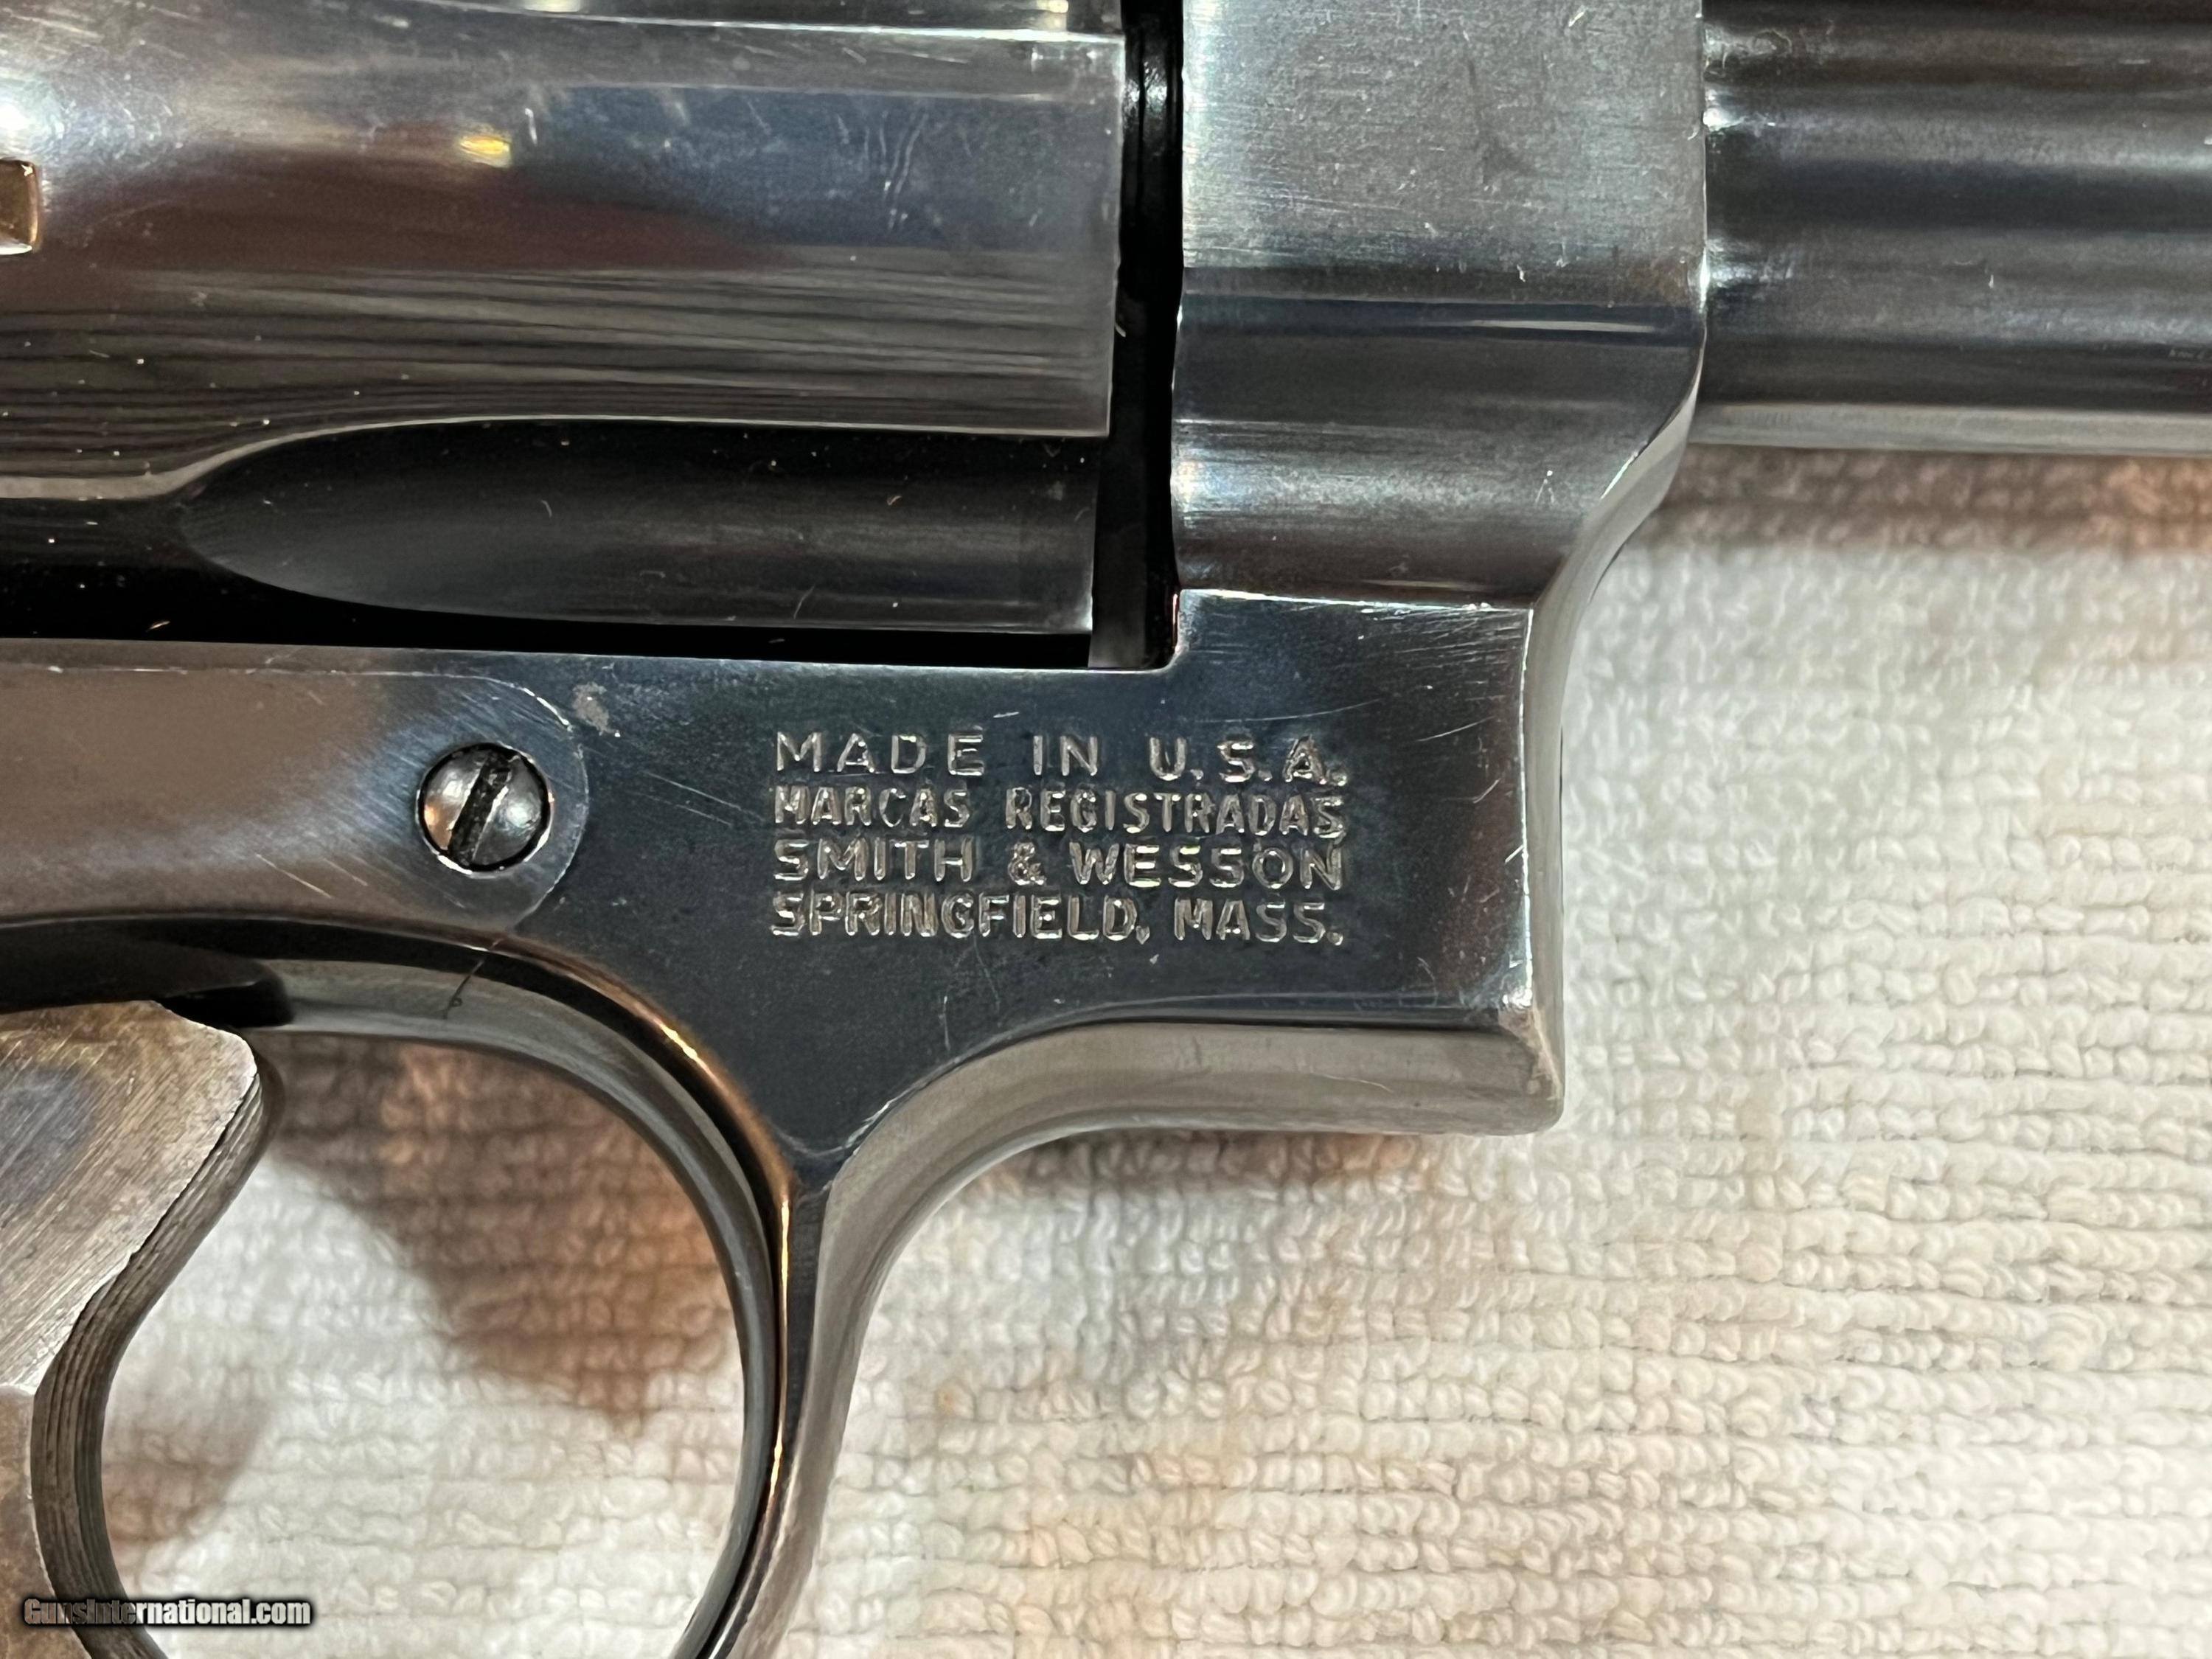 MADE IN U.S.A.
MARCAS REGISTRADAS
SMITH & WESSON
SPRINGFIELD, MASS.
GunsInternational.com